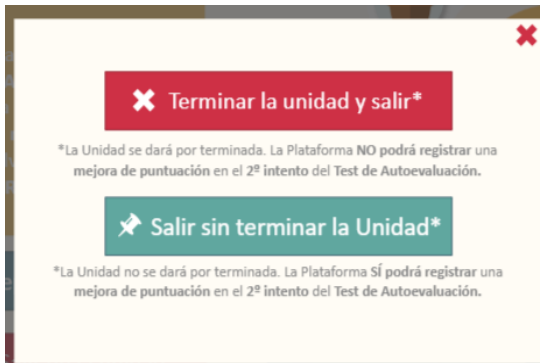 Terminar la unidad y salir*
*La Unidad se dará por terminada. La Plataforma NO podrá registrar una
mejora de puntuación en el 2º intento del Test de Autoevaluación.
Salir sin terminar la Unidad*
*La Unidad no se dará por terminada. La Plataforma SÍ podrá registrar una
mejora de puntuación en el 2º intento del Test de Autoevaluación.